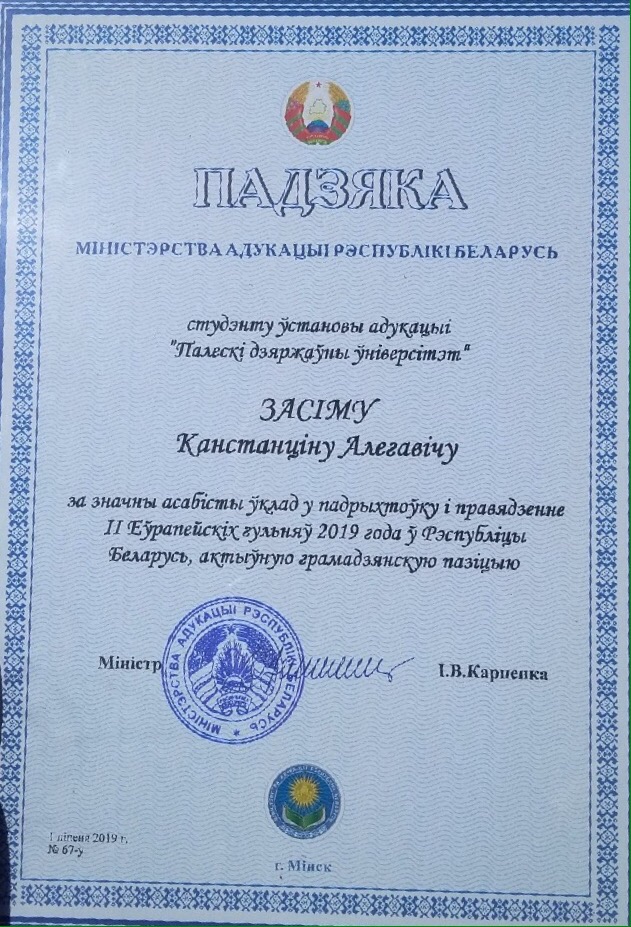 ПАДЗЯКА
МІНІСТЭРСТВА АДУКАЦЫІ РЭСПУБЛІКІ БЕЛАРУСЬ
студэнту ўстановы адукацыі
"Палескі дзяржаўны ўніверсітэт"
ЗАСІМУ
Канстанціну Алегавічу
за значны асабісты ўклад у падрыхтоўку і правядзенне
ІІ Еўрапейскіх гульняў 2019 года ў Рэспубліцы
Беларусь, актыўную грамадзянскую пазіцыю
Міністр
І.В.Карпенка
МІНІСТЭРСТВА АДУКАЦЫІ РЭСПУБЛІКІ БЕЛАРУСЬ
1 ліпеня 2019 г.
№ 67-у
г. Мінск